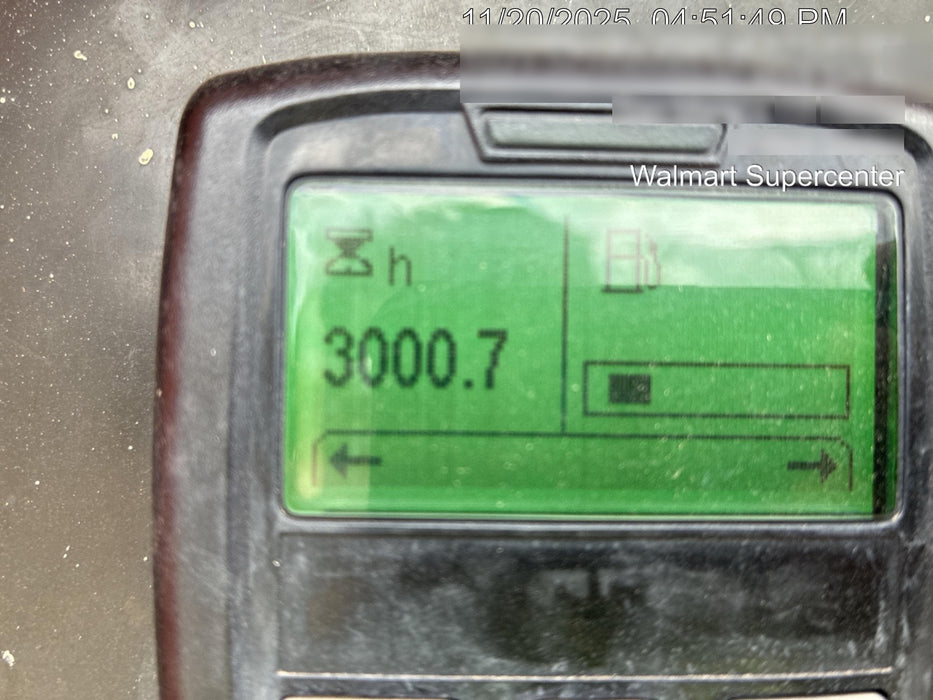 11/20/2025 04:51:49 PM
Walmart Supercenter
h
3000.7